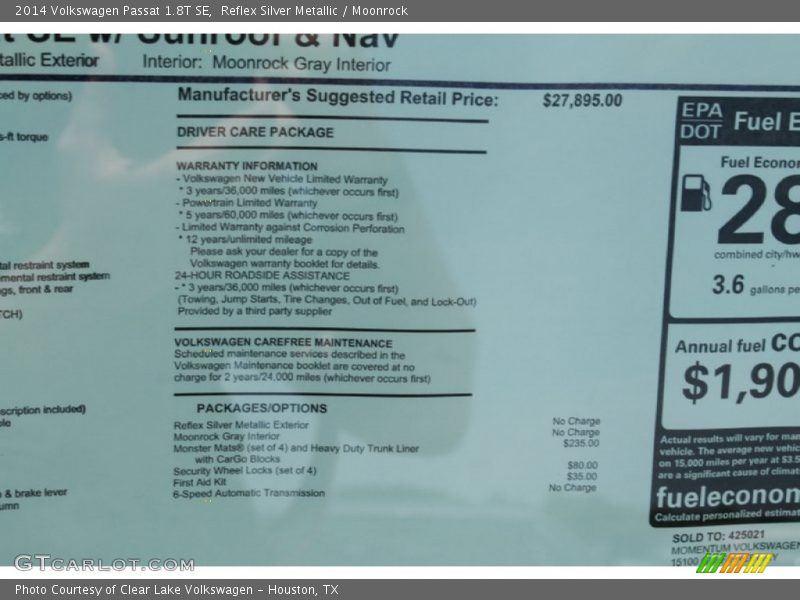 2014 Volkswagen Passat 1.8T SE, Reflex Silver Metallic / Moonrock
t SE w/ Sunroof & Nav
tallic Exterior Interior: Moonrock Gray Interior
ced by options)
s-ft torque
tal restraint system
mental restraint system
gs, front & rear
TCH)
scription included)
& brake lever
umn
Manufacturer's Suggested Retail Price: $27,895.00
DRIVER CARE PACKAGE
WARRANTY INFORMATION
- Volkswagen New Vehicle Limited Warranty
* 3 years/36,000 miles (whichever occurs first)
- Powertrain Limited Warranty
* 5 years/60,000 miles (whichever occurs first)
- Limited Warranty against Corrosion Perforation
* 12 years/unlimited mileage
Please ask your dealer for a copy of the
Volkswagen warranty booklet for details.
24-HOUR ROADSIDE ASSISTANCE
- * 3 years/36,000 miles (whichever occurs first)
(Towing, Jump Starts, Tire Changes, Out of Fuel, and Lock-Out)
Provided by a third party supplier
VOLKSWAGEN CAREFREE MAINTENANCE
Scheduled maintenance services described in the
Volkswagen Maintenance booklet are covered at no
charge for 2 years/24,000 miles (whichever occurs first)
PACKAGES/OPTIONS
Reflex Silver Metallic Exterior No Charge
Moonrock Gray Interior No Charge
Monster Mats® (set of 4) and Heavy Duty Trunk Liner $235.00
with CarGo Blocks
Security Wheel Locks (set of 4) $80.00
First Aid Kit $35.00
6-Speed Automatic Transmission No Charge
EPA
DOT Fuel E
Fuel Econor
28
combined city/hw
3.6 gallons pe
Annual fuel CO
$1,90
Actual results will vary for man
vehicle. The average new vehic
on 15,000 miles per year at $3.5
are a significant cause of climat
fueleconom
Calculate personalized estimat
SOLD TO: 425021
MOMENTUM VOLKSWAGEN
15100
GTCARLOT.COM
Photo Courtesy of Clear Lake Volkswagen – Houston, TX